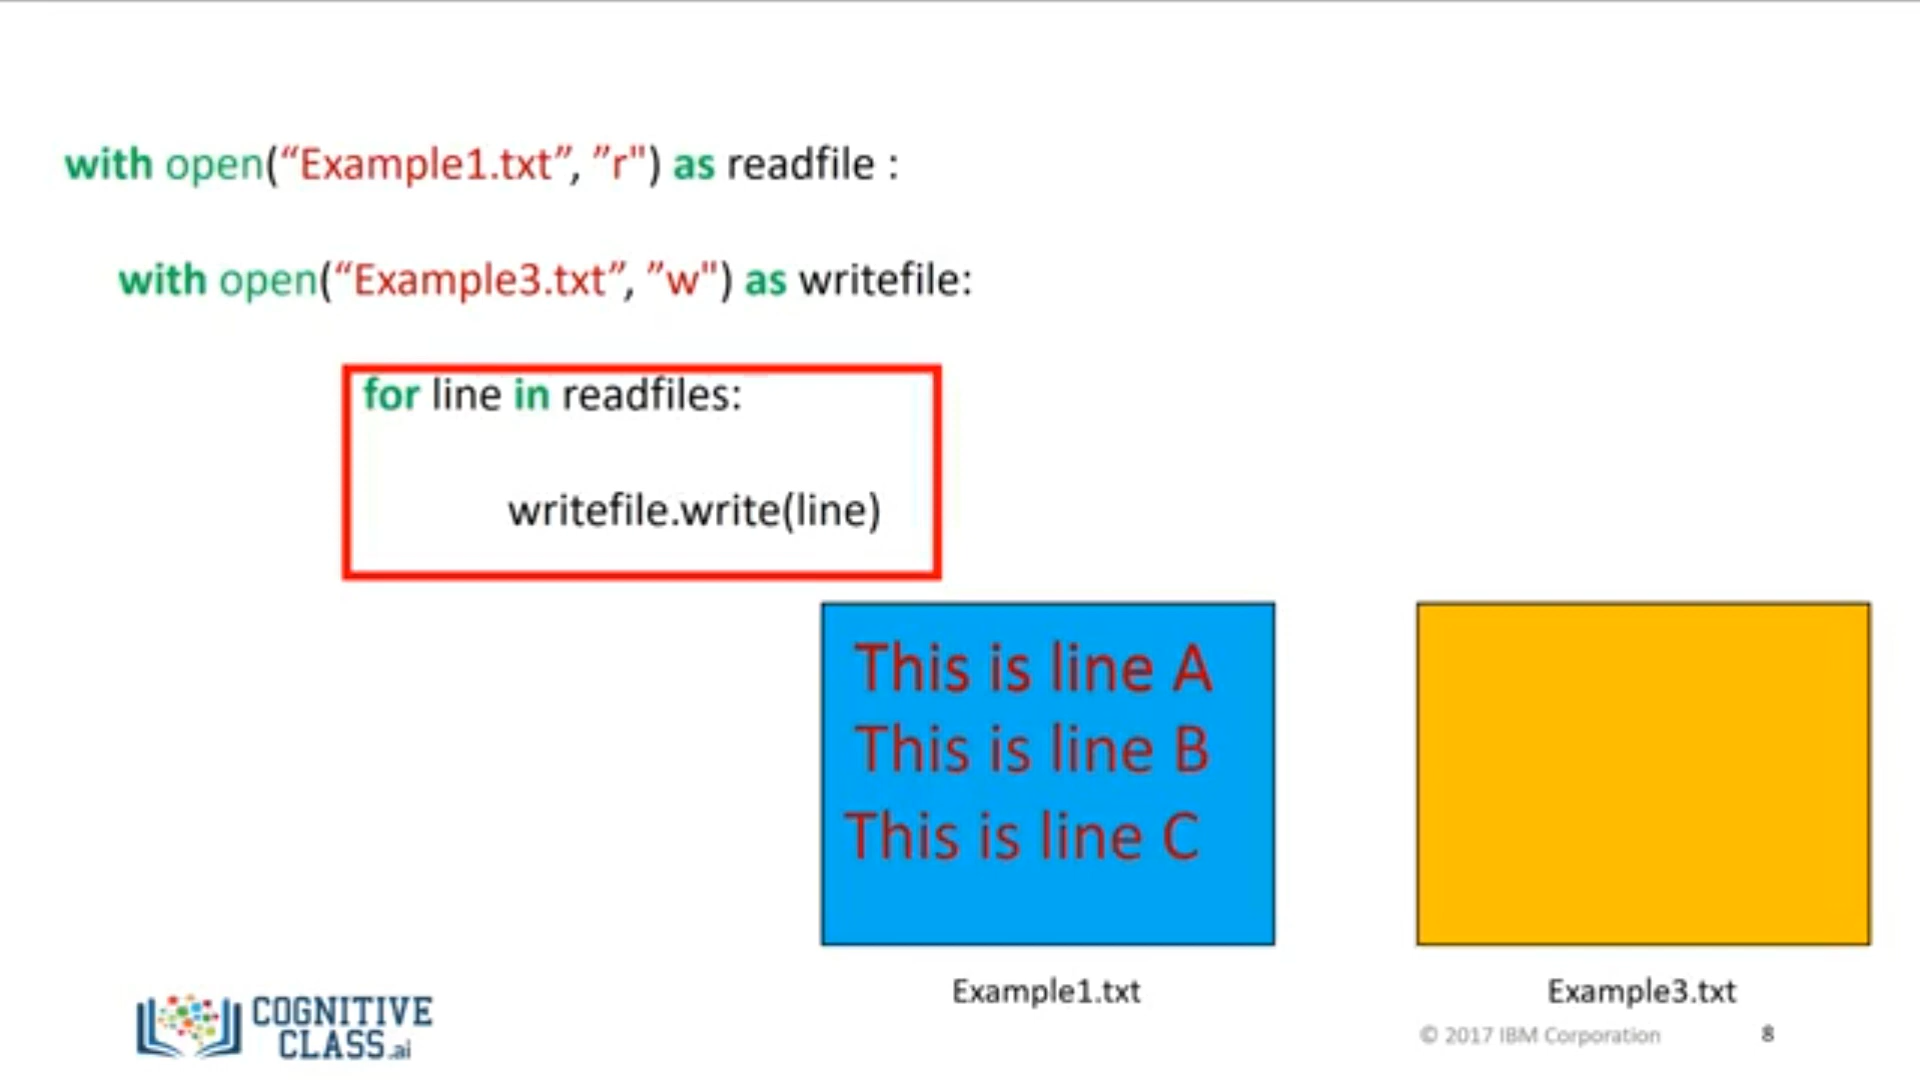 with open(“Example1.txt”, ”r") as readfile :
with open(“Example3.txt”, ”w") as writefile:
for line in readfiles:
writefile.write(line)
This is line A
This is line B
This is line C
Example1.txt
Example3.txt
COGNITIVE
CLASS.ai
© 2017 IBM Corporation 8